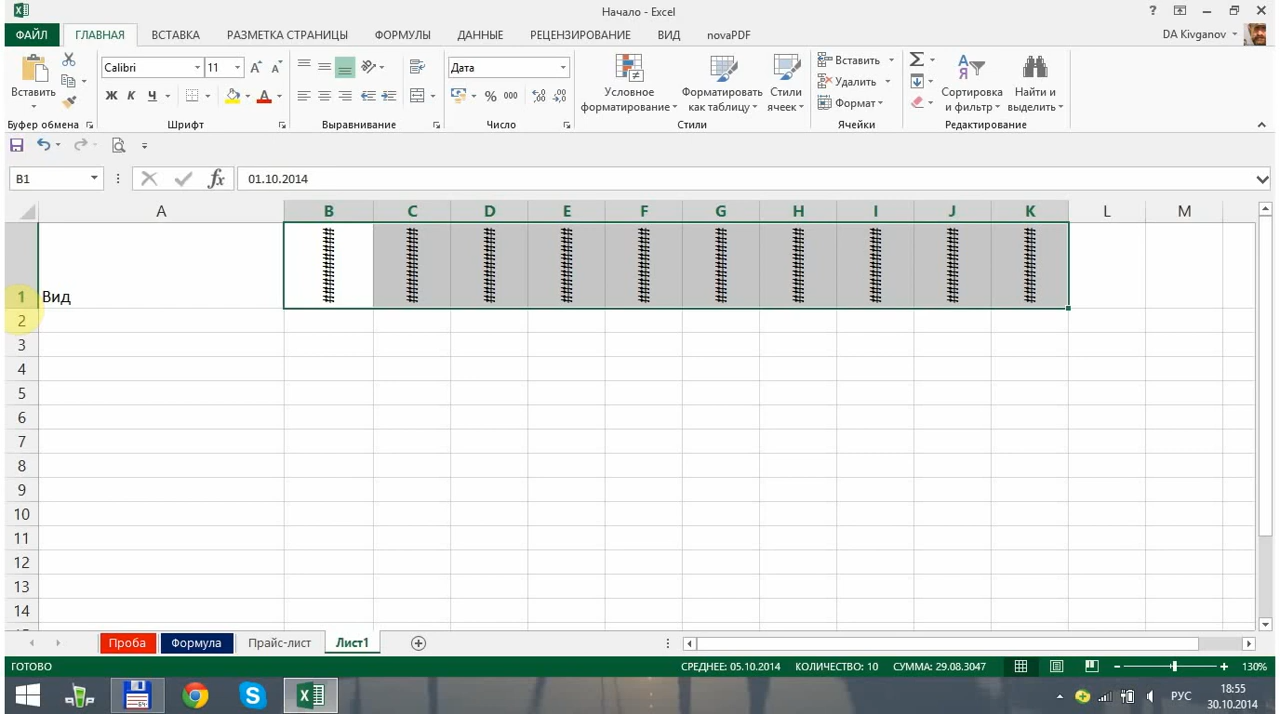 Начало - Excel
?
ФАЙЛ ГЛАВНАЯ ВСТАВКА РАЗМЕТКА СТРАНИЦЫ ФОРМУЛЫ ДАННЫЕ РЕЦЕНЗИРОВАНИЕ ВИД novaPDF DA Kivganov
Вставить
Calibri 11
Ж К Ч
Дата
% 000
Условное форматирование
Форматировать как таблицу
Стили ячеек
Вставить
Удалить
Формат
Сортировка и фильтр
Найти и выделить
Буфер обмена Шрифт Выравнивание Число Стили Ячейки Редактирование
B1 fx 01.10.2014
A B C D E F G H I J K L M
1 Вид
2
3
4
5
6
7
8
9
10
11
12
13
14
Проба Формула Прайс-лист Лист1
ГОТОВО СРЕДНЕЕ: 05.10.2014 КОЛИЧЕСТВО: 10 СУММА: 29.08.3047 130%
РУС 18:55
30.10.2014